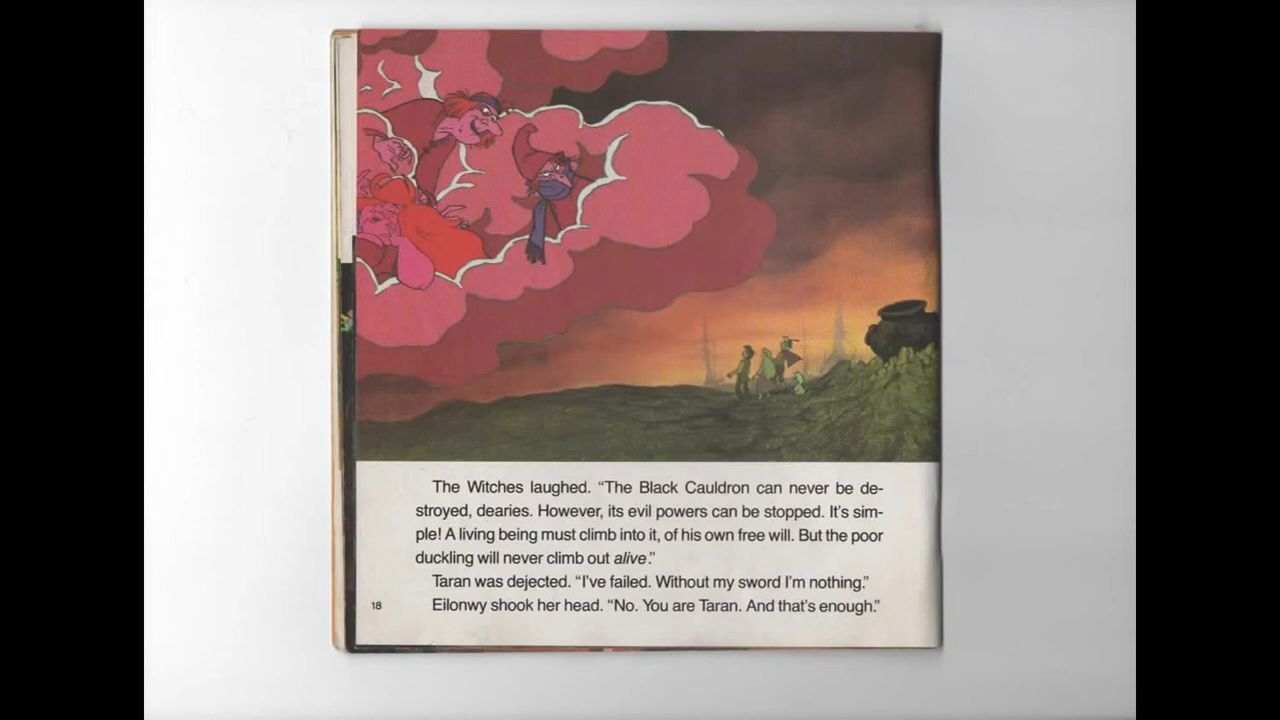 The Witches laughed. “The Black Cauldron can never be de-
stroyed, dearies. However, its evil powers can be stopped. It’s sim-
ple! A living being must climb into it, of his own free will. But the poor
duckling will never climb out alive.”
Taran was dejected. “I’ve failed. Without my sword I’m nothing.”
18
Eilonwy shook her head. “No. You are Taran. And that’s enough.”